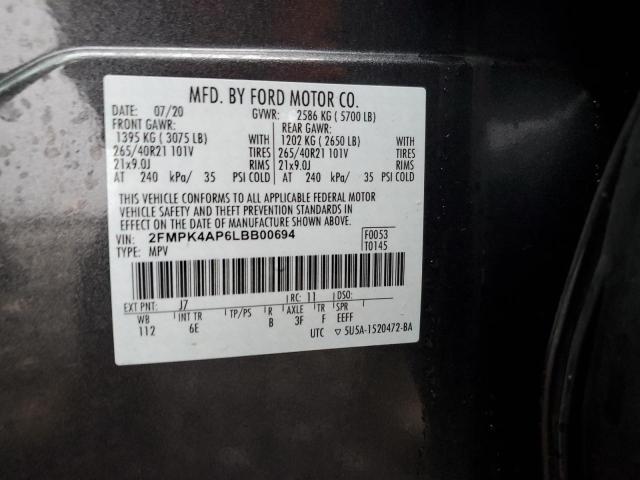 MFD. BY FORD MOTOR CO.
DATE: 07/20 GVWR: 2586 KG ( 5700 LB)
FRONT GAWR: REAR GAWR:
1395 KG ( 3075 LB) WITH 1202 KG ( 2650 LB) WITH
265/40R21 101V TIRES 265/40R21 101V TIRES
21x9.0J RIMS 21x9.0J RIMS
AT 240 kPa/ 35 PSI COLD AT 240 kPa/ 35 PSI COLD
THIS VEHICLE CONFORMS TO ALL APPLICABLE FEDERAL MOTOR
VEHICLE SAFETY AND THEFT PREVENTION STANDARDS IN
EFFECT ON THE DATE OF MANUFACTURE SHOWN ABOVE.
VIN: 2FMPK4AP6LBB00694 F0053
TYPE: MPV T0145
EXT PNT: J7 RC: 11 DSO:
WB INT TR TP/PS R AXLE TR SPR
112 6E B 3F F EEFF
UTC ▽ 5U5A-1520472-BA